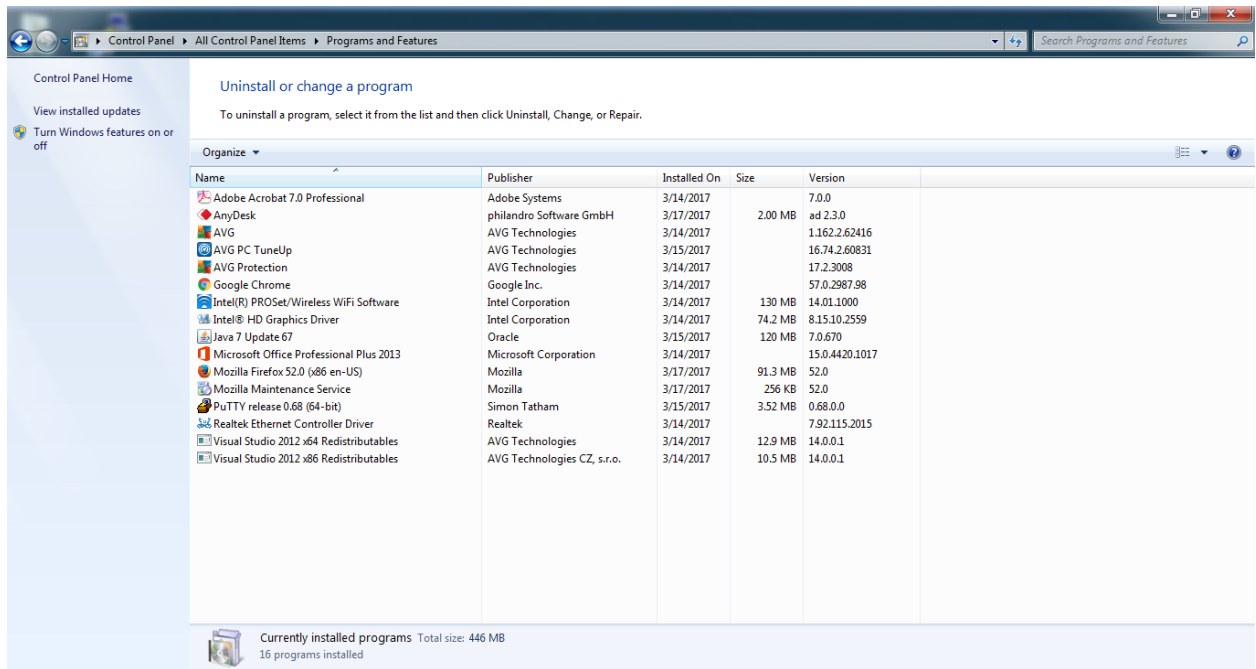 Control Panel ▸ All Control Panel Items ▸ Programs and Features
Search Programs and Features
Control Panel Home
View installed updates
Turn Windows features on or
off
Uninstall or change a program
To uninstall a program, select it from the list and then click Uninstall, Change, or Repair.
Organize
Name Publisher Installed On Size Version
Adobe Acrobat 7.0 Professional Adobe Systems 3/14/2017 7.0.0
AnyDesk philandro Software GmbH 3/17/2017 2.00 MB ad 2.3.0
AVG AVG Technologies 3/14/2017 1.162.2.62416
AVG PC TuneUp AVG Technologies 3/15/2017 16.74.2.60831
AVG Protection AVG Technologies 3/14/2017 17.2.3008
Google Chrome Google Inc. 3/14/2017 57.0.2987.98
Intel(R) PROSet/Wireless WiFi Software Intel Corporation 3/14/2017 130 MB 14.01.1000
Intel® HD Graphics Driver Intel Corporation 3/14/2017 74.2 MB 8.15.10.2559
Java 7 Update 67 Oracle 3/15/2017 120 MB 7.0.670
Microsoft Office Professional Plus 2013 Microsoft Corporation 3/14/2017 15.0.4420.1017
Mozilla Firefox 52.0 (x86 en-US) Mozilla 3/17/2017 91.3 MB 52.0
Mozilla Maintenance Service Mozilla 3/17/2017 256 KB 52.0
PuTTY release 0.68 (64-bit) Simon Tatham 3/15/2017 3.52 MB 0.68.0.0
Realtek Ethernet Controller Driver Realtek 3/14/2017 7.92.115.2015
Visual Studio 2012 x64 Redistributables AVG Technologies 3/14/2017 12.9 MB 14.0.0.1
Visual Studio 2012 x86 Redistributables AVG Technologies CZ, s.r.o. 3/14/2017 10.5 MB 14.0.0.1
Currently installed programs Total size: 446 MB
16 programs installed